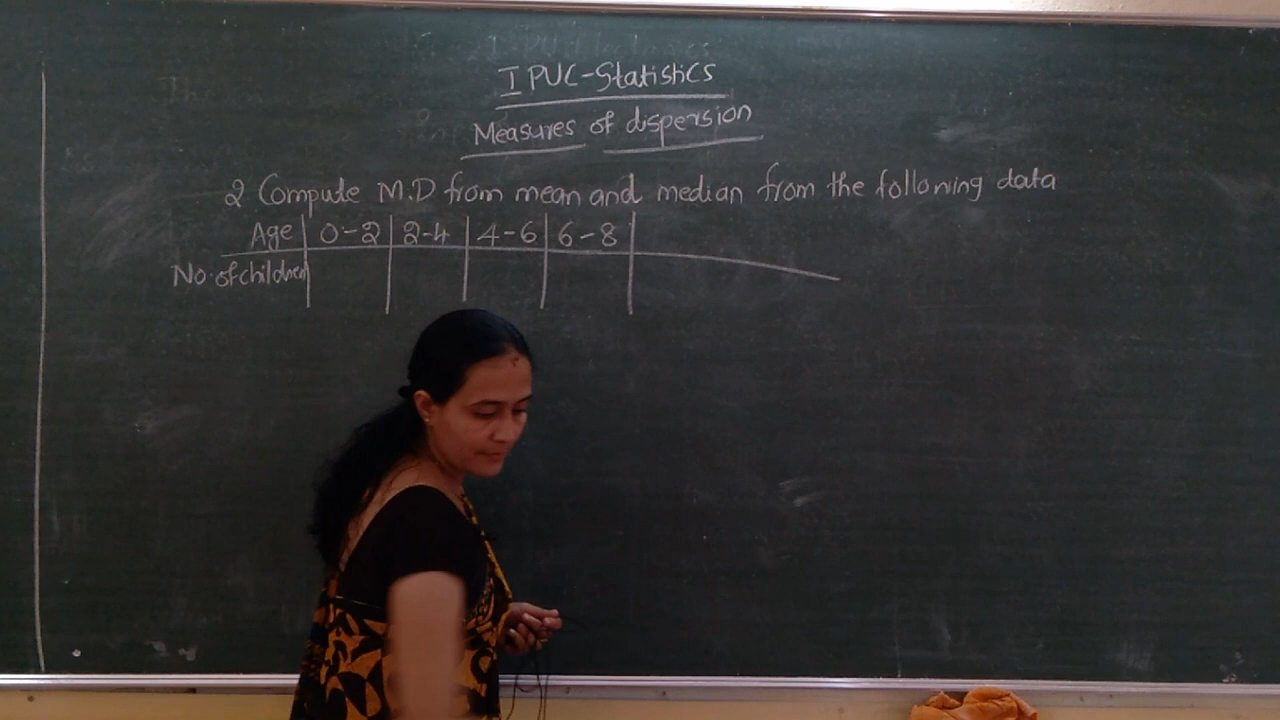 I PUC-Statistics
Measures of dispersion
2 Compute M.D from mean and median from the following data
Age 0-2 2-4 4-6 6-8
No. of children